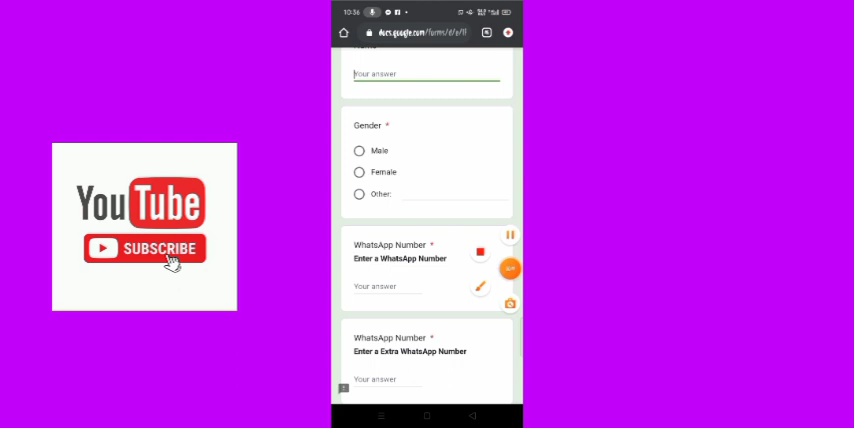 10:36
docs.google.com/forms/d/e/1
Name
Your answer
Gender *
Male
Female
Other:
WhatsApp Number *
Enter a WhatsApp Number
Your answer
WhatsApp Number *
Enter a Extra WhatsApp Number
Your answer
YouTube
SUBSCRIBE